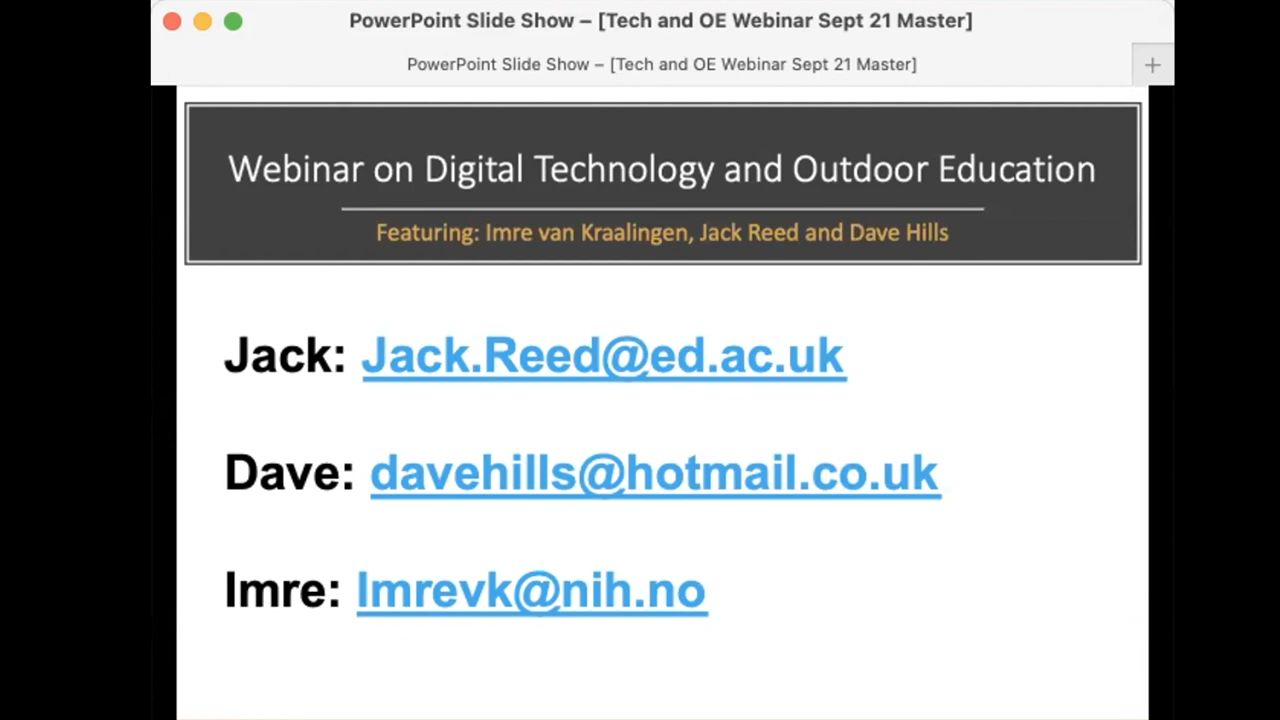 PowerPoint Slide Show – [Tech and OE Webinar Sept 21 Master]
PowerPoint Slide Show – [Tech and OE Webinar Sept 21 Master]
Webinar on Digital Technology and Outdoor Education
Featuring: Imre van Kraalingen, Jack Reed and Dave Hills
Jack: Jack.Reed@ed.ac.uk
Dave: davehills@hotmail.co.uk
Imre: Imrevk@nih.no